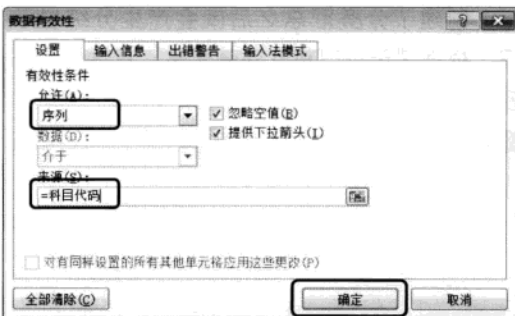 数据有效性
设置 输入信息 出错警告 输入法模式
有效性条件
允许(A):
序列 忽略空值(B)
数据(D): 提供下拉箭头(I)
介于
来源(S):
=科目代码
对有同样设置的所有其他单元格应用这些更改(P)
全部清除(C) 确定 取消